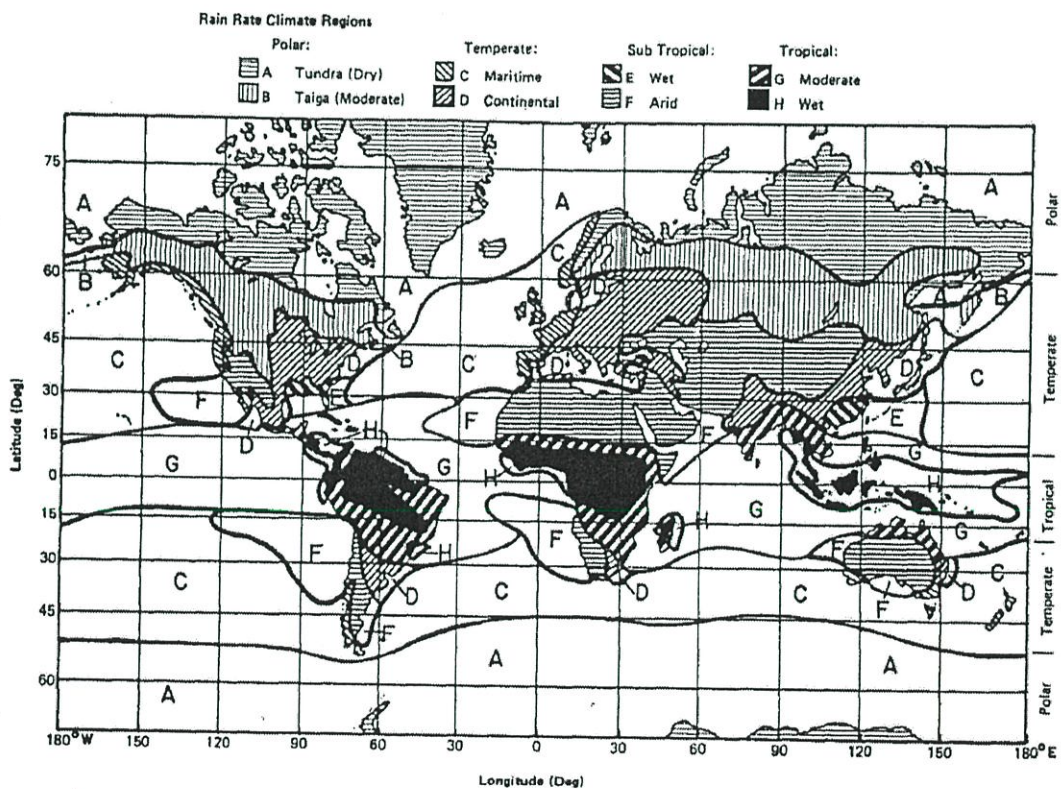 Rain Rate Climate Regions
Polar: Temperate: Sub Tropical: Tropical:
A Tundra (Dry) C Maritime E Wet G Moderate
B Taiga (Moderate) D Continental F Arid H Wet
75
A A A
C
60
B D A B
A
45
C B C D D D C
D
30
F E F F E
D H
15
G G G
H H
0
G
15
H H G
F F F
30
C D C D C F D C
45
F
A A
60
A
Latitude (Deg)
Polar
Temperate
Tropical
Temperate
Polar
180°W 150 120 90 60 30 0 30 60 90 120 150 180°E
Longitude (Deg)